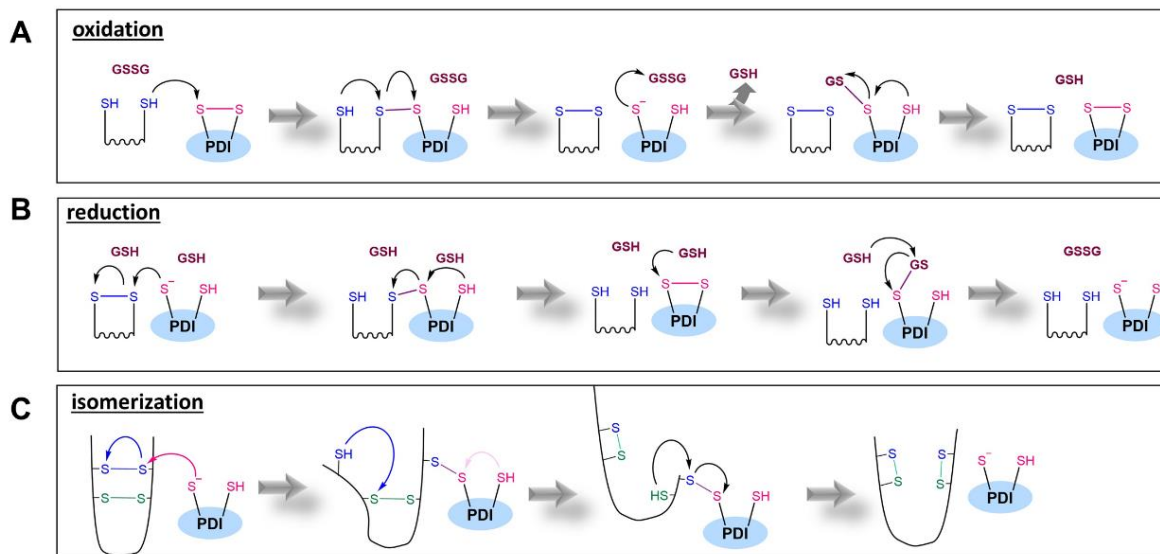 A
oxidation
GSSG
SH SH S S
PDI
GSSG
SH S S SH
PDI
GSSG
S S S⁻ SH
PDI
GSH
GS
S S S SH
PDI
GSH
S S S S
PDI
B
reduction
GSH GSH
S S S⁻ SH
PDI
GSH GSH
SH S S SH
PDI
GSH GSH
SH SH S S
PDI
GSH GS
SH SH S SH
PDI
GSSG
SH SH S⁻ S
PDI
C
isomerization
S S S⁻ SH
S S
PDI
SH S
S S S SH
PDI
S
S
HS S S SH
PDI
S S S⁻ SH
S S
PDI